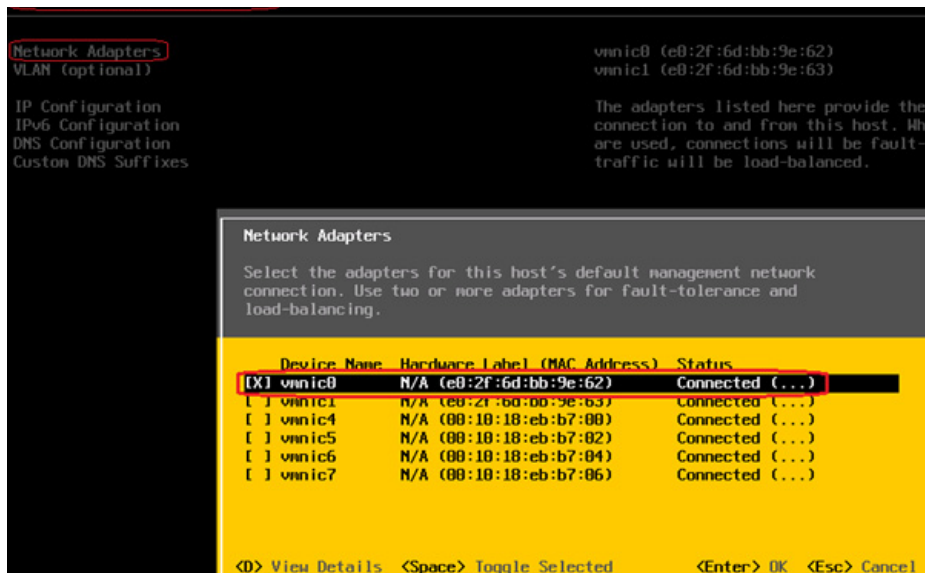 Network Adapters
VLAN (optional)
vmnic0 (e0:2f:6d:bb:9e:62)
vmnic1 (e0:2f:6d:bb:9e:63)
IP Configuration
IPv6 Configuration
DNS Configuration
Custom DNS Suffixes
The adapters listed here provide the
connection to and from this host. Wh
are used, connections will be fault-
traffic will be load-balanced.
Network Adapters
Select the adapters for this host's default management network
connection. Use two or more adapters for fault-tolerance and
load-balancing.
Device Name Hardware Label (MAC Address) Status
[X] vmnic0 N/A (e0:2f:6d:bb:9e:62) Connected (...)
[ ] vmnic1 N/A (e0:2f:6d:bb:9e:63) Connected (...)
[ ] vmnic4 N/A (00:10:18:eb:b7:00) Connected (...)
[ ] vmnic5 N/A (00:10:18:eb:b7:02) Connected (...)
[ ] vmnic6 N/A (00:10:18:eb:b7:04) Connected (...)
[ ] vmnic7 N/A (00:10:18:eb:b7:06) Connected (...)
<D> View Details <Space> Toggle Selected <Enter> OK <Esc> Cancel